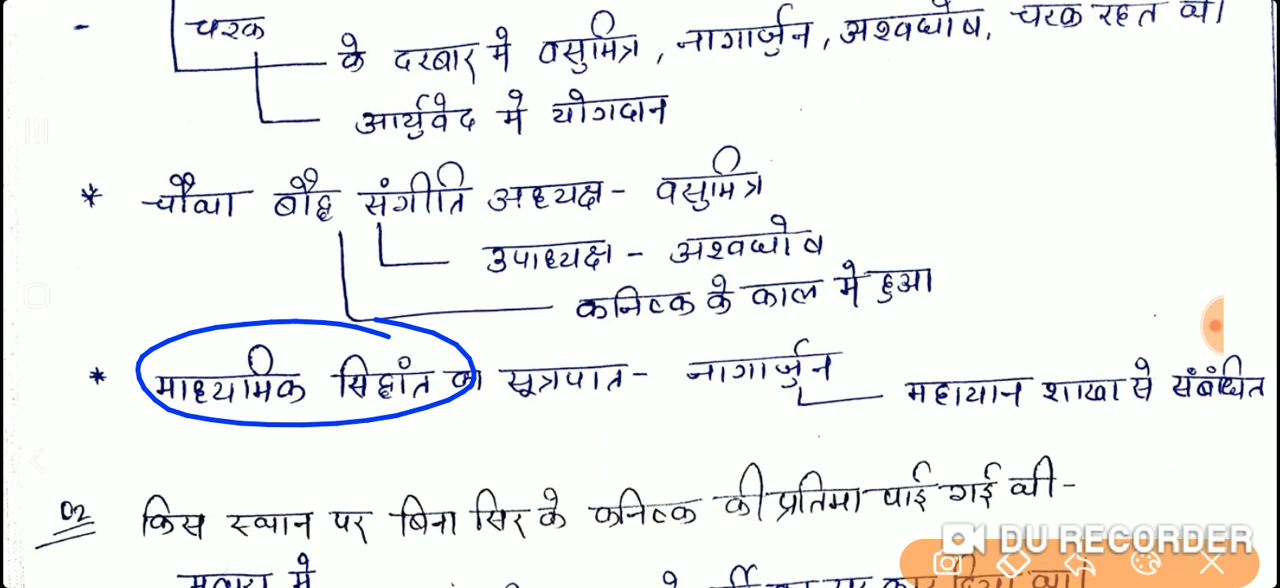 - चरक
के दरबार में वसुमित्र, नागार्जुन, अश्वघोष, चरक रहते थे।
आर्युवेद में योगदान
* चौथा बौद्ध संगीति अध्यक्ष - वसुमित्र
उपाध्यक्ष - अश्वघोष
कनिष्क के काल में हुआ
* माध्यमिक सिद्धांत का सूत्रपात - नागार्जुन
महायान शाखा से संबंधित
Q2 किस स्थान पर बिना सिर के कनिष्क की प्रतिमा पाई गई थी -
DU RECORDER